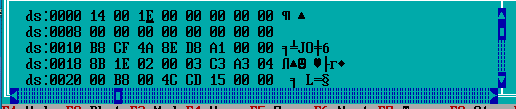 ds:0000 14 00 1E 00 00 00 00 00 ¶ ▲
ds:0008 00 00 00 00 00 00 00 00
ds:0010 B8 CF 4A 8E D8 A1 00 00 ╕╧JÄ╪í
ds:0018 8B 1E 02 00 03 C3 A3 04 ï▲☻ ♥├ú♦
ds:0020 00 B8 00 4C CD 15 00 00 ╕ L═§